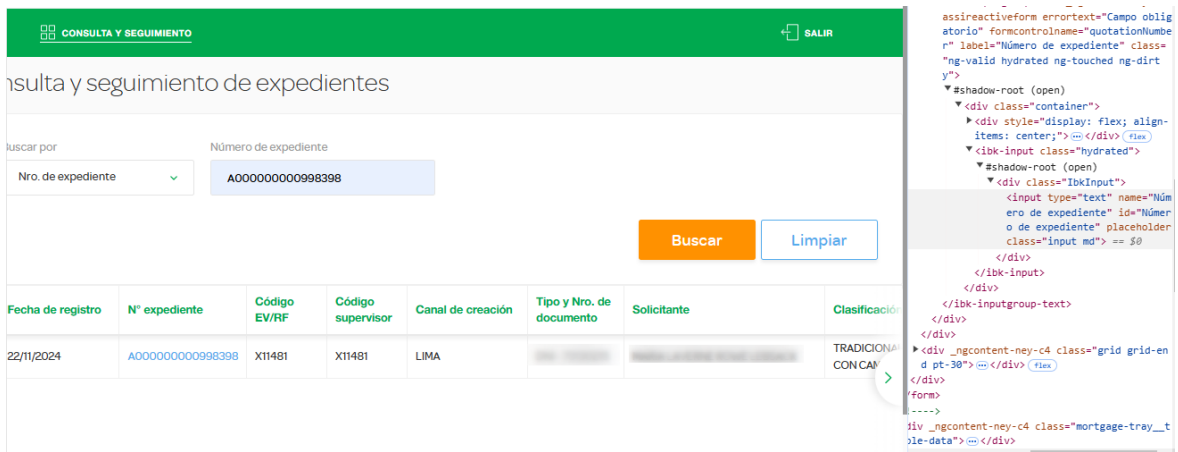 CONSULTA Y SEGUIMIENTO
SALIR
nsulta y seguimiento de expedientes
Buscar por
Número de expediente
Nro. de expediente
A000000000998398
Buscar
Limpiar
Fecha de registro
N° expediente
Código
EV/RF
Código
supervisor
Canal de creación
Tipo y Nro. de
documento
Solicitante
Clasificación
22/11/2024
A000000000998398
X11481
X11481
LIMA
TRADICIONA
CON CAM
assireactiveform errortext="Campo oblig
atorio" formcontrolname="quotationNumbe
r" label="Número de expediente" class=
"ng-valid hydrated ng-touched ng-dirt
y">
#shadow-root (open)
<div class="container">
<div style="display: flex; align-
items: center;"> ⋯ </div> flex
<ibk-input class="hydrated">
#shadow-root (open)
<div class="IbkInput">
<input type="text" name="Núm
ero de expediente" id="Númer
o de expediente" placeholder
class="input md"> == $0
</div>
</ibk-input>
</div>
</ibk-inputgroup-text>
</div>
</div>
<div _ngcontent-ney-c4 class="grid grid-en
d pt-30"> ⋯ </div> flex
</div>
/form>
!---->
div _ngcontent-ney-c4 class="mortgage-tray__t
ble-data"> ⋯ </div>